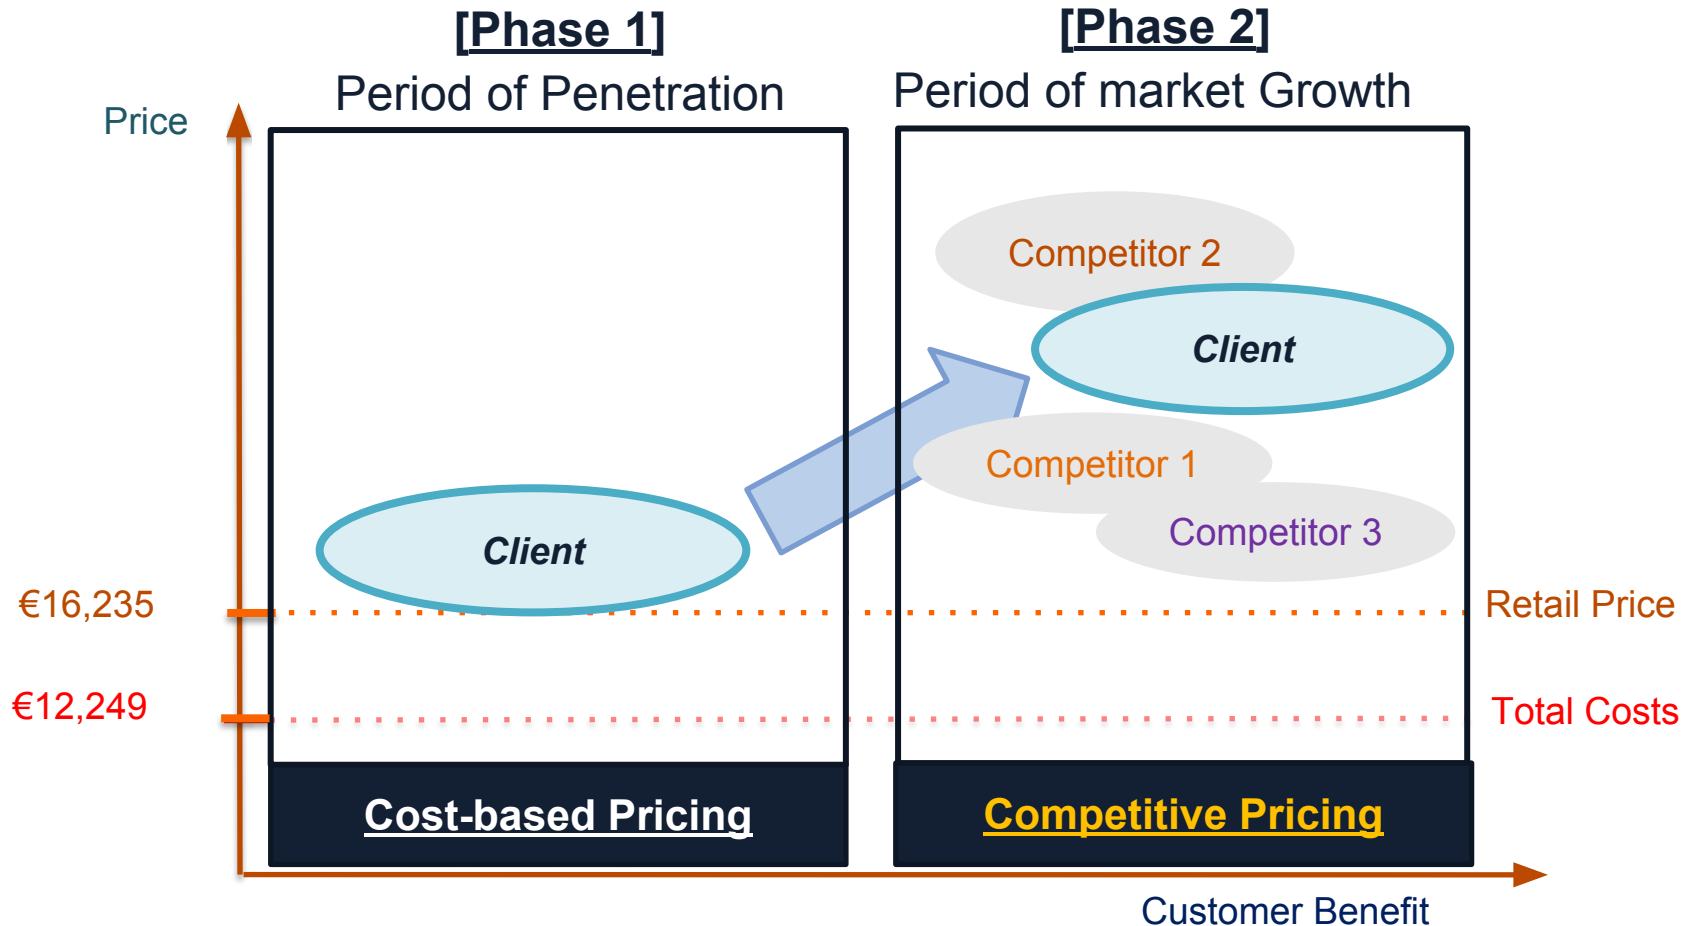 [Phase 1]
Period of Penetration
[Phase 2]
Period of market Growth
Price
Competitor 2
Client
Competitor 1
Competitor 3
Client
€16,235
Retail Price
€12,249
Total Costs
Cost-based Pricing
Competitive Pricing
Customer Benefit